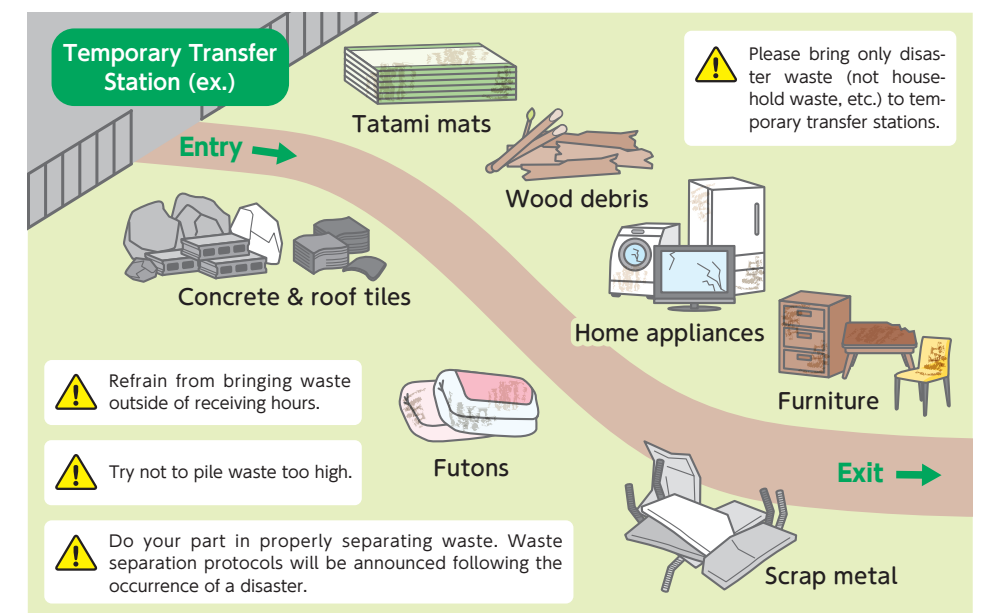 Temporary Transfer
Station (ex.)
Please bring only disas-
ter waste (not house-
hold waste, etc.) to tem-
porary transfer stations.
Tatami mats
Entry
Wood debris
Concrete & roof tiles
Home appliances
Furniture
Refrain from bringing waste
outside of receiving hours.
Futons
Try not to pile waste too high.
Exit
Do your part in properly separating waste. Waste
separation protocols will be announced following the
occurrence of a disaster.
Scrap metal